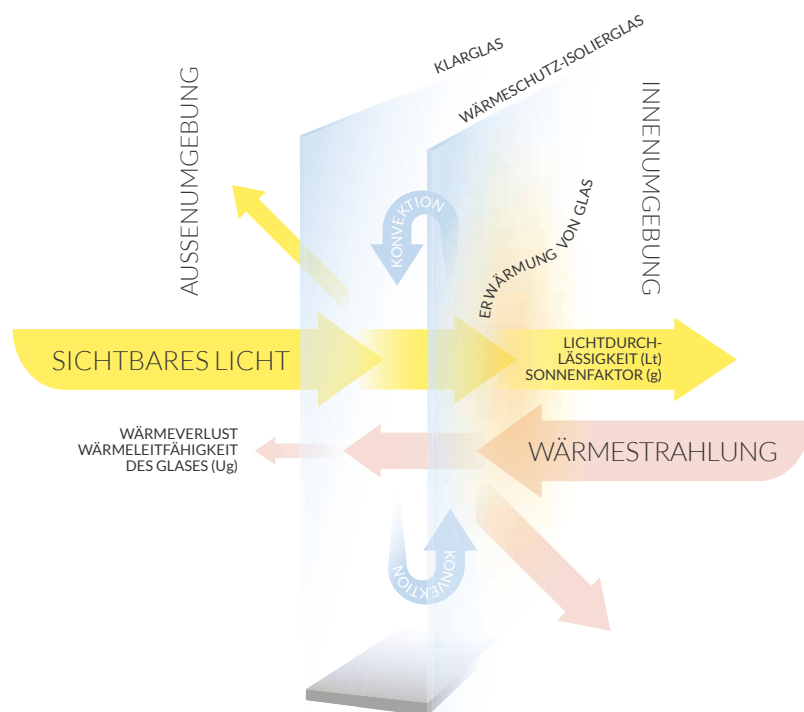 KLARGLAS
WÄRMESCHUTZ-ISOLIERGLAS
AUSSENUMGEBUNG
INNENUMGEBUNG
KONVEKTION
ERWÄRMUNG VON GLAS
SICHTBARES LICHT
LICHTDURCH-
LÄSSIGKEIT (Lt)
SONNENFAKTOR (g)
WÄRMEVERLUST
WÄRMELEITFÄHIGKEIT
DES GLASES (Ug)
WÄRMESTRAHLUNG
KONVEKTION